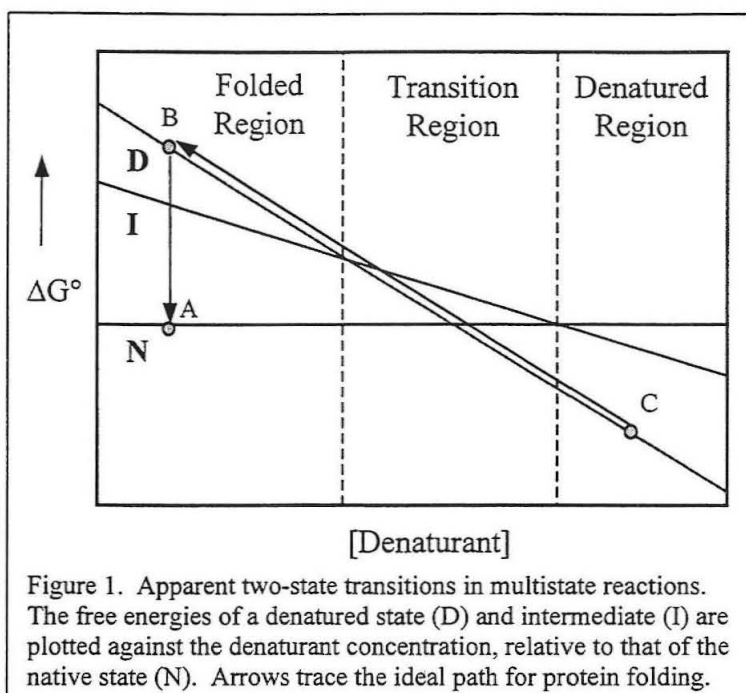 Folded Region
Transition Region
Denatured Region
B
D
I
ΔG°
A
N
C
[Denaturant]
Figure 1. Apparent two-state transitions in multistate reactions.
The free energies of a denatured state (D) and intermediate (I) are
plotted against the denaturant concentration, relative to that of the
native state (N). Arrows trace the ideal path for protein folding.